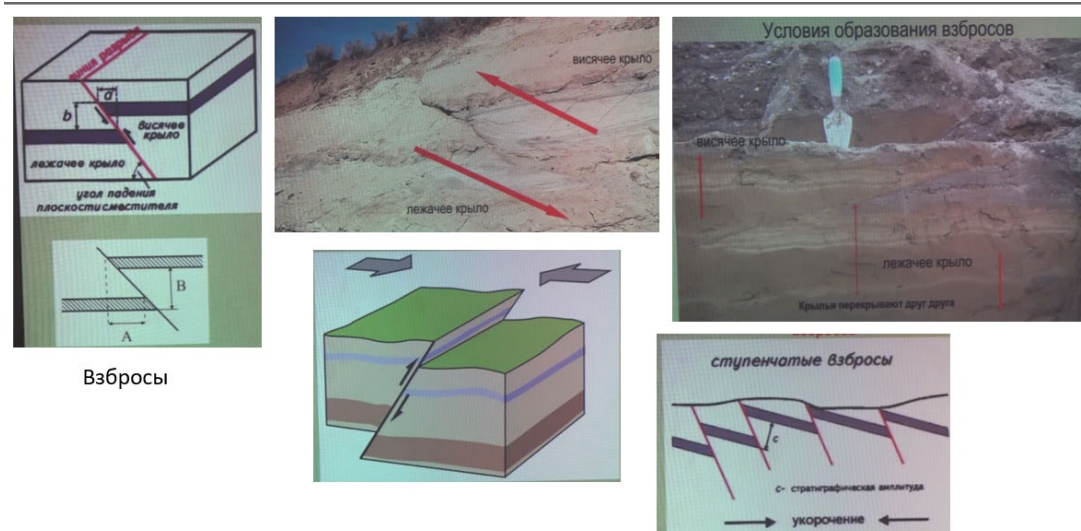 линия разрыва
a
b
висячее
крыло
лежачее крыло
угол падения
плоскости сместителя
B
A
Взбросы
висячее крыло
лежачее крыло
Условия образования взбросов
висячее крыло
лежачее крыло
Крылья перекрывают друг друга
ступенчатые взбросы
c
c- стратиграфическая амплитуда
укорочение